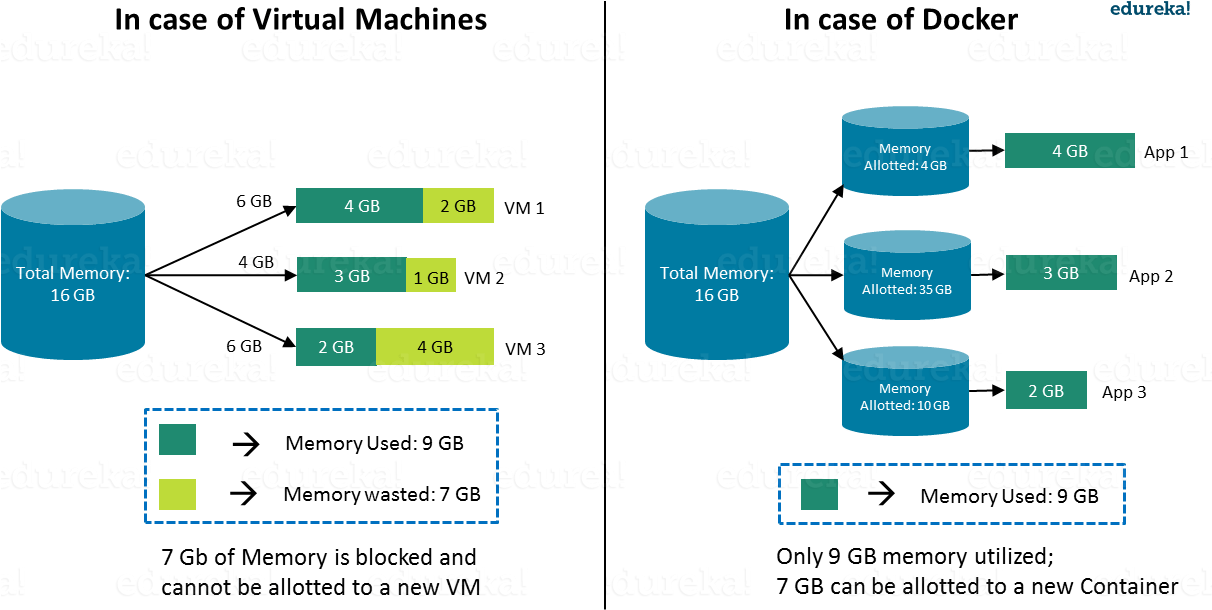 In case of Virtual Machines
Total Memory:
16 GB
6 GB
4 GB
2 GB
VM 1
4 GB
3 GB
1 GB
VM 2
6 GB
2 GB
4 GB
VM 3
Memory Used: 9 GB
Memory wasted: 7 GB
7 Gb of Memory is blocked and
cannot be allotted to a new VM
In case of Docker
edureka!
Total Memory:
16 GB
Memory
Allotted: 4 GB
4 GB
App 1
Memory
Allotted: 35 GB
3 GB
App 2
Memory
Allotted: 10 GB
2 GB
App 3
Memory Used: 9 GB
Only 9 GB memory utilized;
7 GB can be allotted to a new Container